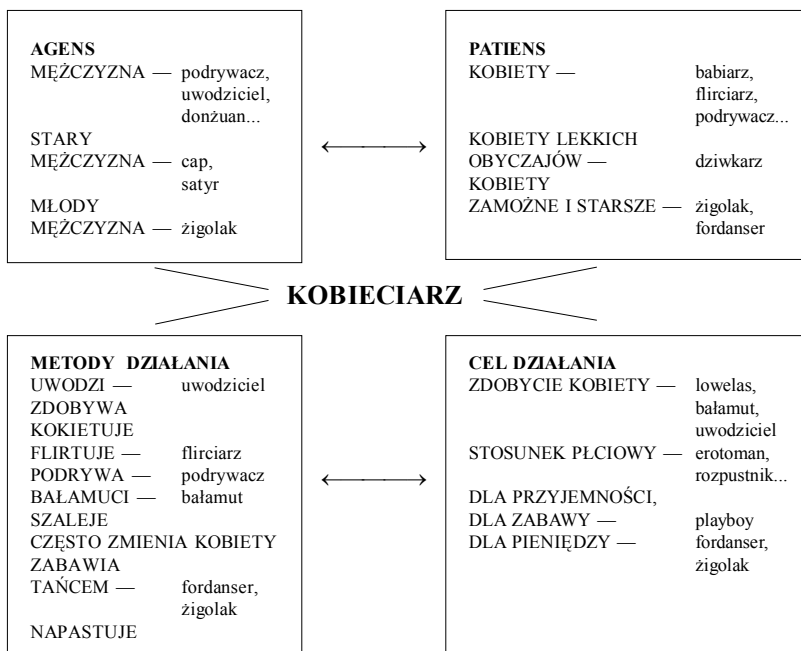 AGENS
MĘŻCZYZNA — podrywacz,
uwodziciel,
donżuan...
STARY
MĘŻCZYZNA — cap,
satyr
MŁODY
MĘŻCZYZNA — żigolak
PATIENS
KOBIETY — babiarz,
flirciarz,
podrywacz...
KOBIETY LEKKICH
OBYCZAJÓW — dziwkarz
KOBIETY
ZAMOŻNE I STARSZE — żigolak,
fordanser
KOBIECIARZ
METODY DZIAŁANIA
UWODZI — uwodziciel
ZDOBYWA
KOKIETUJE
FLIRTUJE — flirciarz
PODRYWA — podrywacz
BAŁAMUCI — bałamut
SZALEJE
CZĘSTO ZMIENIA KOBIETY
ZABAWIA
TAŃCEM — fordanser,
żigolak
NAPASTUJE
CEL DZIAŁANIA
ZDOBYCIE KOBIETY — lowelas,
bałamut,
uwodziciel
STOSUNEK PŁCIOWY — erotoman,
rozpustnik...
DLA PRZYJEMNOŚCI,
DLA ZABAWY — playboy
DLA PIENIĘDZY — fordanser,
żigolak